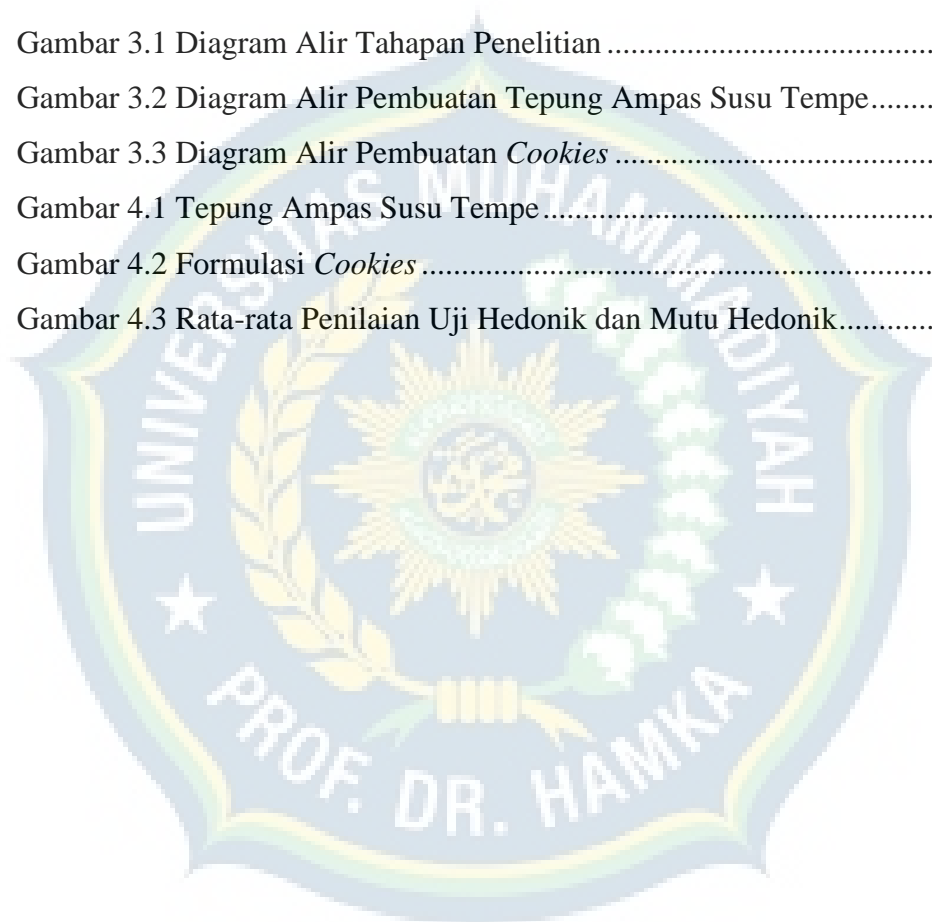 Gambar 3.1 Diagram Alir Tahapan Penelitian ....................................
Gambar 3.2 Diagram Alir Pembuatan Tepung Ampas Susu Tempe........
Gambar 3.3 Diagram Alir Pembuatan Cookies ...................................
Gambar 4.1 Tepung Ampas Susu Tempe...........................................
Gambar 4.2 Formulasi Cookies .......................................................
Gambar 4.3 Rata-rata Penilaian Uji Hedonik dan Mutu Hedonik............
UNIVERSITAS MUHAMMADIYAH
PROF. DR. HAMKA